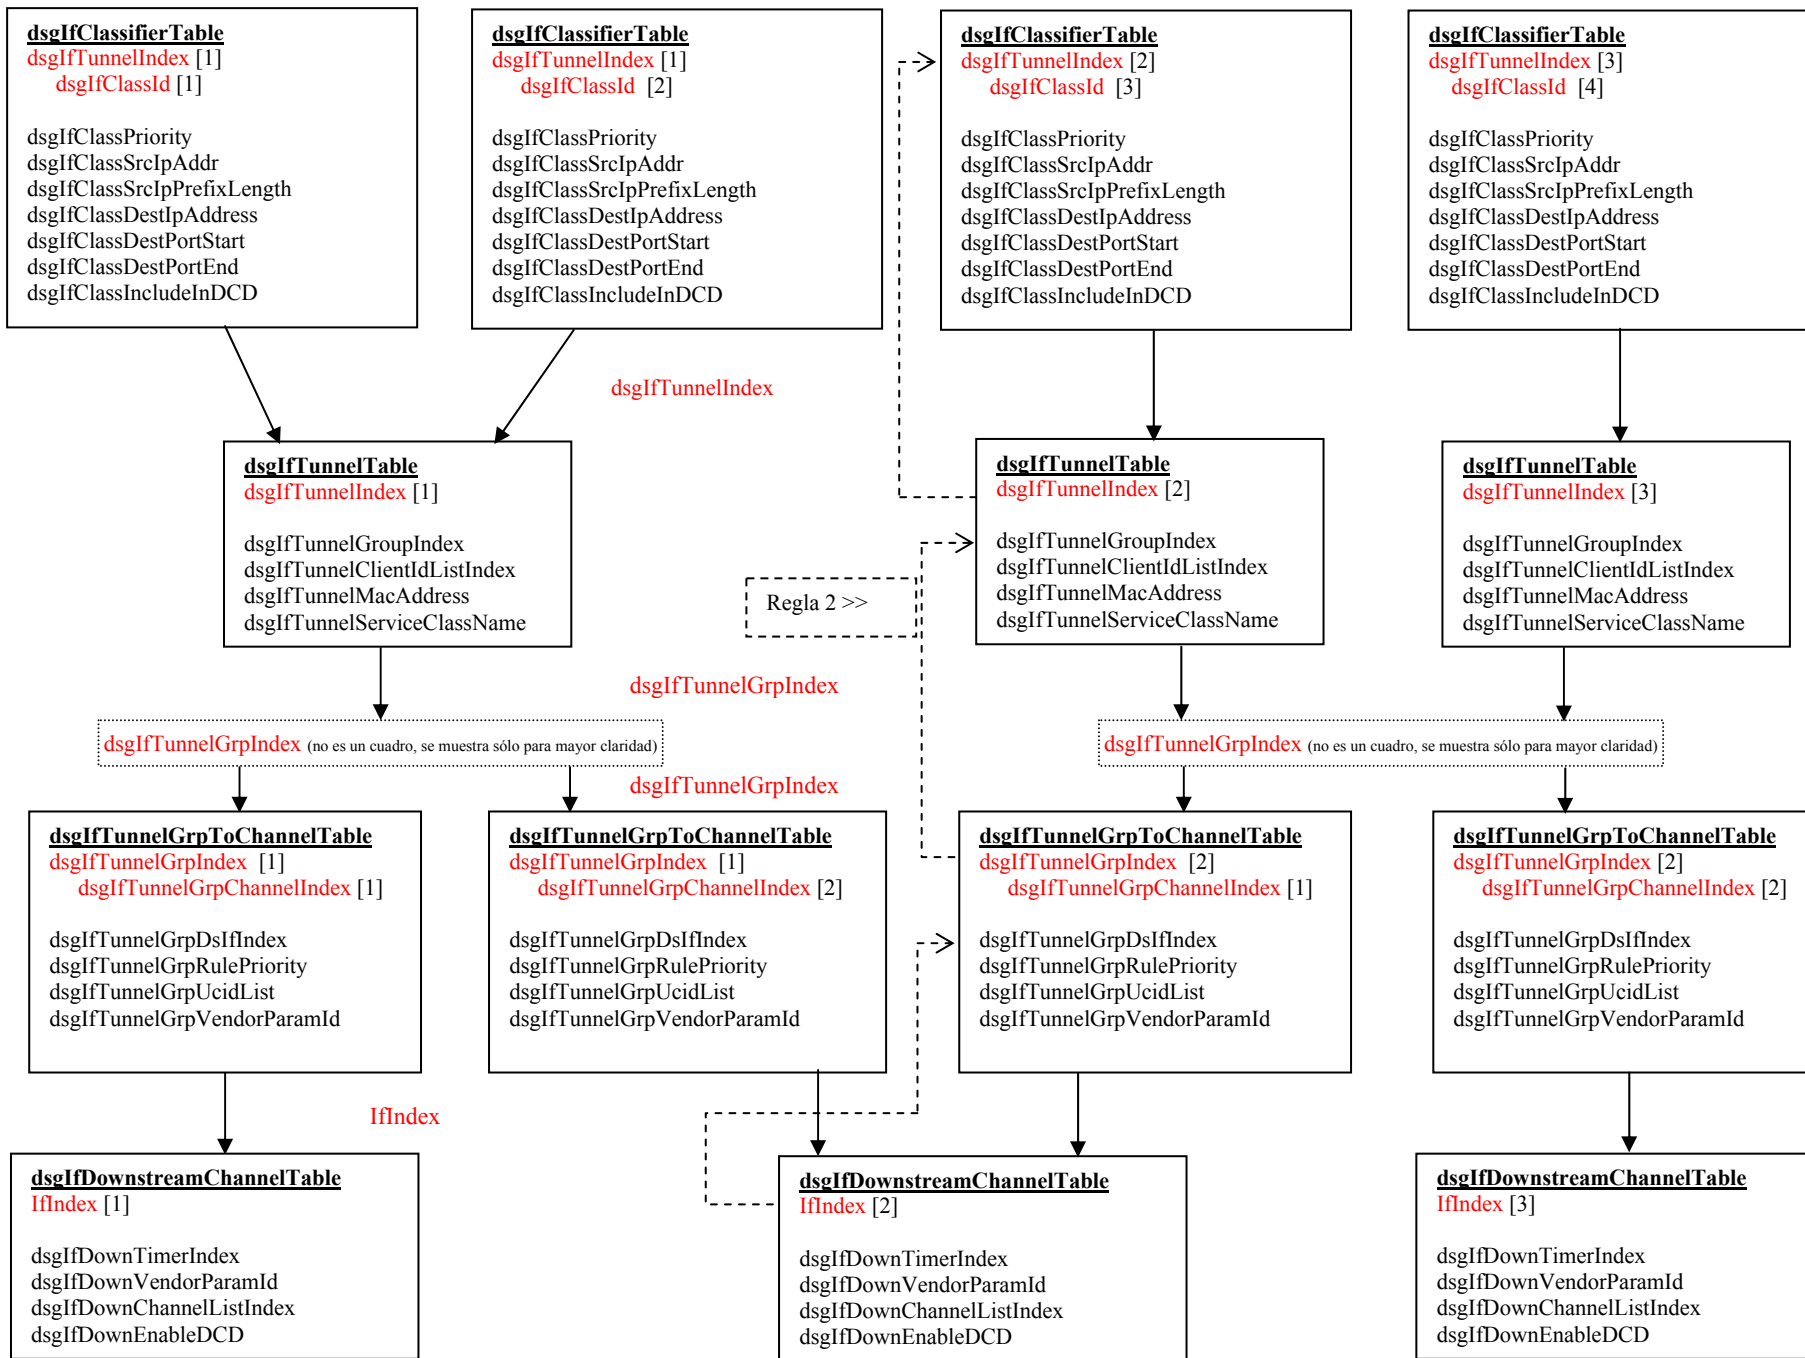 dsgIfClassifierTable
dsgIfTunnelIndex [1]
dsgIfClassId [1]
dsgIfClassPriority
dsgIfClassSrcIpAddr
dsgIfClassSrcIpPrefixLength
dsgIfClassDestIpAddress
dsgIfClassDestPortStart
dsgIfClassDestPortEnd
dsgIfClassIncludeInDCD
dsgIfClassifierTable
dsgIfTunnelIndex [1]
dsgIfClassId [2]
dsgIfClassPriority
dsgIfClassSrcIpAddr
dsgIfClassSrcIpPrefixLength
dsgIfClassDestIpAddress
dsgIfClassDestPortStart
dsgIfClassDestPortEnd
dsgIfClassIncludeInDCD
dsgIfClassifierTable
dsgIfTunnelIndex [2]
dsgIfClassId [3]
dsgIfClassPriority
dsgIfClassSrcIpAddr
dsgIfClassSrcIpPrefixLength
dsgIfClassDestIpAddress
dsgIfClassDestPortStart
dsgIfClassDestPortEnd
dsgIfClassIncludeInDCD
dsgIfClassifierTable
dsgIfTunnelIndex [3]
dsgIfClassId [4]
dsgIfClassPriority
dsgIfClassSrcIpAddr
dsgIfClassSrcIpPrefixLength
dsgIfClassDestIpAddress
dsgIfClassDestPortStart
dsgIfClassDestPortEnd
dsgIfClassIncludeInDCD
dsgIfTunnelIndex
dsgIfTunnelTable
dsgIfTunnelIndex [1]
dsgIfTunnelGroupIndex
dsgIfTunnelClientIdListIndex
dsgIfTunnelMacAddress
dsgIfTunnelServiceClassName
dsgIfTunnelTable
dsgIfTunnelIndex [2]
dsgIfTunnelGroupIndex
dsgIfTunnelClientIdListIndex
dsgIfTunnelMacAddress
dsgIfTunnelServiceClassName
dsgIfTunnelTable
dsgIfTunnelIndex [3]
dsgIfTunnelGroupIndex
dsgIfTunnelClientIdListIndex
dsgIfTunnelMacAddress
dsgIfTunnelServiceClassName
Regla 2 >>
dsgIfTunnelGrpIndex
dsgIfTunnelGrpIndex (no es un cuadro, se muestra sólo para mayor claridad)
dsgIfTunnelGrpIndex (no es un cuadro, se muestra sólo para mayor claridad)
dsgIfTunnelGrpIndex
dsgIfTunnelGrpToChannelTable
dsgIfTunnelGrpIndex [1]
dsgIfTunnelGrpChannelIndex [1]
dsgIfTunnelGrpDsIfIndex
dsgIfTunnelGrpRulePriority
dsgIfTunnelGrpUcidList
dsgIfTunnelGrpVendorParamId
dsgIfTunnelGrpToChannelTable
dsgIfTunnelGrpIndex [1]
dsgIfTunnelGrpChannelIndex [2]
dsgIfTunnelGrpDsIfIndex
dsgIfTunnelGrpRulePriority
dsgIfTunnelGrpUcidList
dsgIfTunnelGrpVendorParamId
dsgIfTunnelGrpToChannelTable
dsgIfTunnelGrpIndex [2]
dsgIfTunnelGrpChannelIndex [1]
dsgIfTunnelGrpDsIfIndex
dsgIfTunnelGrpRulePriority
dsgIfTunnelGrpUcidList
dsgIfTunnelGrpVendorParamId
dsgIfTunnelGrpToChannelTable
dsgIfTunnelGrpIndex [2]
dsgIfTunnelGrpChannelIndex [2]
dsgIfTunnelGrpDsIfIndex
dsgIfTunnelGrpRulePriority
dsgIfTunnelGrpUcidList
dsgIfTunnelGrpVendorParamId
IfIndex
dsgIfDownstreamChannelTable
IfIndex [1]
dsgIfDownTimerIndex
dsgIfDownVendorParamId
dsgIfDownChannelListIndex
dsgIfDownEnableDCD
dsgIfDownstreamChannelTable
IfIndex [2]
dsgIfDownTimerIndex
dsgIfDownVendorParamId
dsgIfDownChannelListIndex
dsgIfDownEnableDCD
dsgIfDownstreamChannelTable
IfIndex [3]
dsgIfDownTimerIndex
dsgIfDownVendorParamId
dsgIfDownChannelListIndex
dsgIfDownEnableDCD